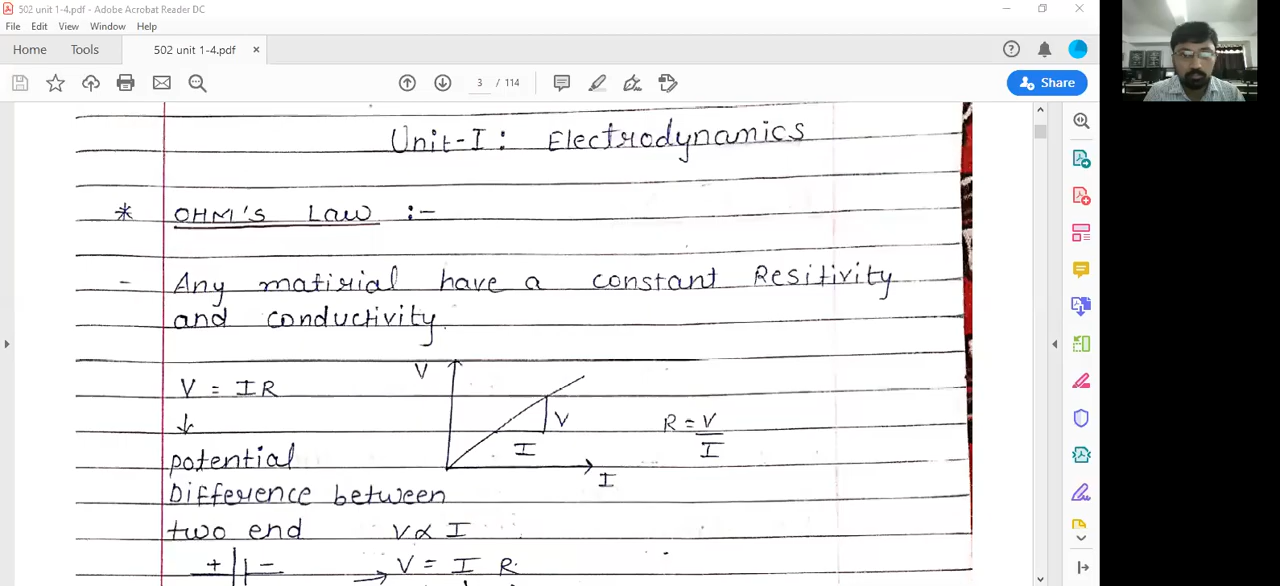 502 unit 1-4.pdf - Adobe Acrobat Reader DC
File Edit View Window Help
Home Tools 502 unit 1-4.pdf ×
3 / 114 Share
Unit-I : Electrodynamics
* OHM'S LAW :-
- Any matirial have a constant Resitivity
and conductivity.
V
V = IR
↓
V
R = V
I
I
potential
I
Difference between
two end V ∝ I
+ -
→ V = I R